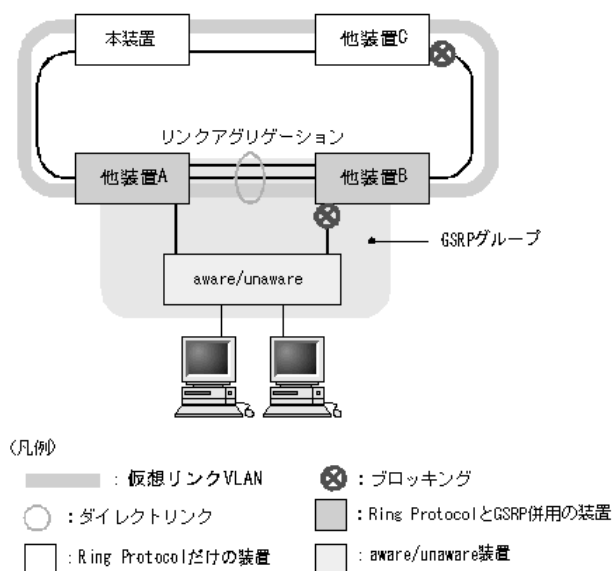 本装置
他装置C
リンクアグリゲーション
他装置A
他装置B
GSRPグループ
aware/unaware
(凡例)
：仮想リンクVLAN
：ブロッキング
：ダイレクトリンク
：Ring ProtocolとGSRP併用の装置
：Ring Protocolだけの装置
：aware/unaware装置